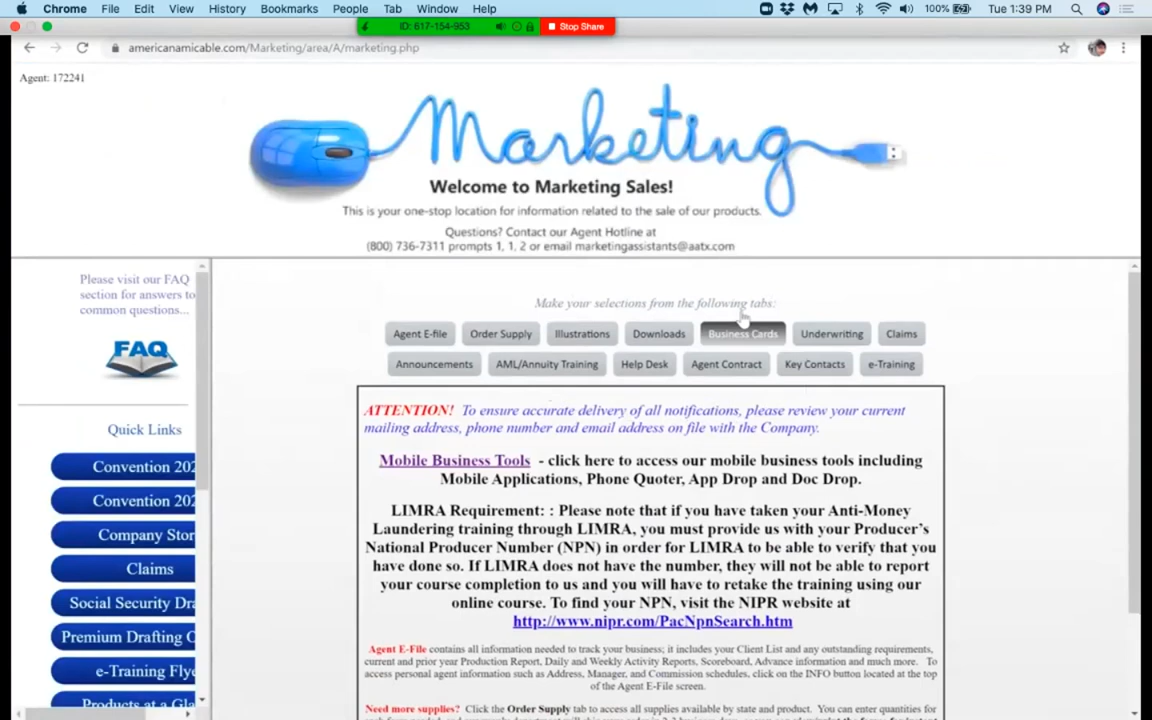 Chrome File Edit View History Bookmarks People Tab Window Help 100% Tue 1:39 PM
ID: 617-154-953 Stop Share
americanamicable.com/Marketing/area/A/marketing.php
Agent: 172241
Marketing
Welcome to Marketing Sales!
This is your one-stop location for information related to the sale of our products.
Questions? Contact our Agent Hotline at
(800) 736-7311 prompts 1, 1, 2 or email marketingassistants@aatx.com
Please visit our FAQ
section for answers to
common questions...
FAQ
Quick Links
Convention 202
Convention 202
Company Stor
Claims
Social Security Dra
Premium Drafting C
e-Training Flye
Products at a Gla
Make your selections from the following tabs:
Agent E-file Order Supply Illustrations Downloads Business Cards Underwriting Claims
Announcements AML/Annuity Training Help Desk Agent Contract Key Contacts e-Training
ATTENTION! To ensure accurate delivery of all notifications, please review your current
mailing address, phone number and email address on file with the Company.
Mobile Business Tools - click here to access our mobile business tools including
Mobile Applications, Phone Quoter, App Drop and Doc Drop.
LIMRA Requirement: : Please note that if you have taken your Anti-Money
Laundering training through LIMRA, you must provide us with your Producer's
National Producer Number (NPN) in order for LIMRA to be able to verify that you
have done so. If LIMRA does not have the number, they will not be able to report
your course completion to us and you will have to retake the training using our
online course. To find your NPN, visit the NIPR website at
http://www.nipr.com/PacNpnSearch.htm
Agent E-File contains all information needed to track your business; it includes your Client List and any outstanding requirements,
current and prior year Production Report, Daily and Weekly Activity Reports, Scoreboard, Advance information and much more. To
access personal agent information such as Address, Manager, and Commission schedules, click on the INFO button located at the top
of the Agent E-File screen.
Need more supplies? Click the Order Supply tab to access all supplies available by state and product. You can enter quantities for